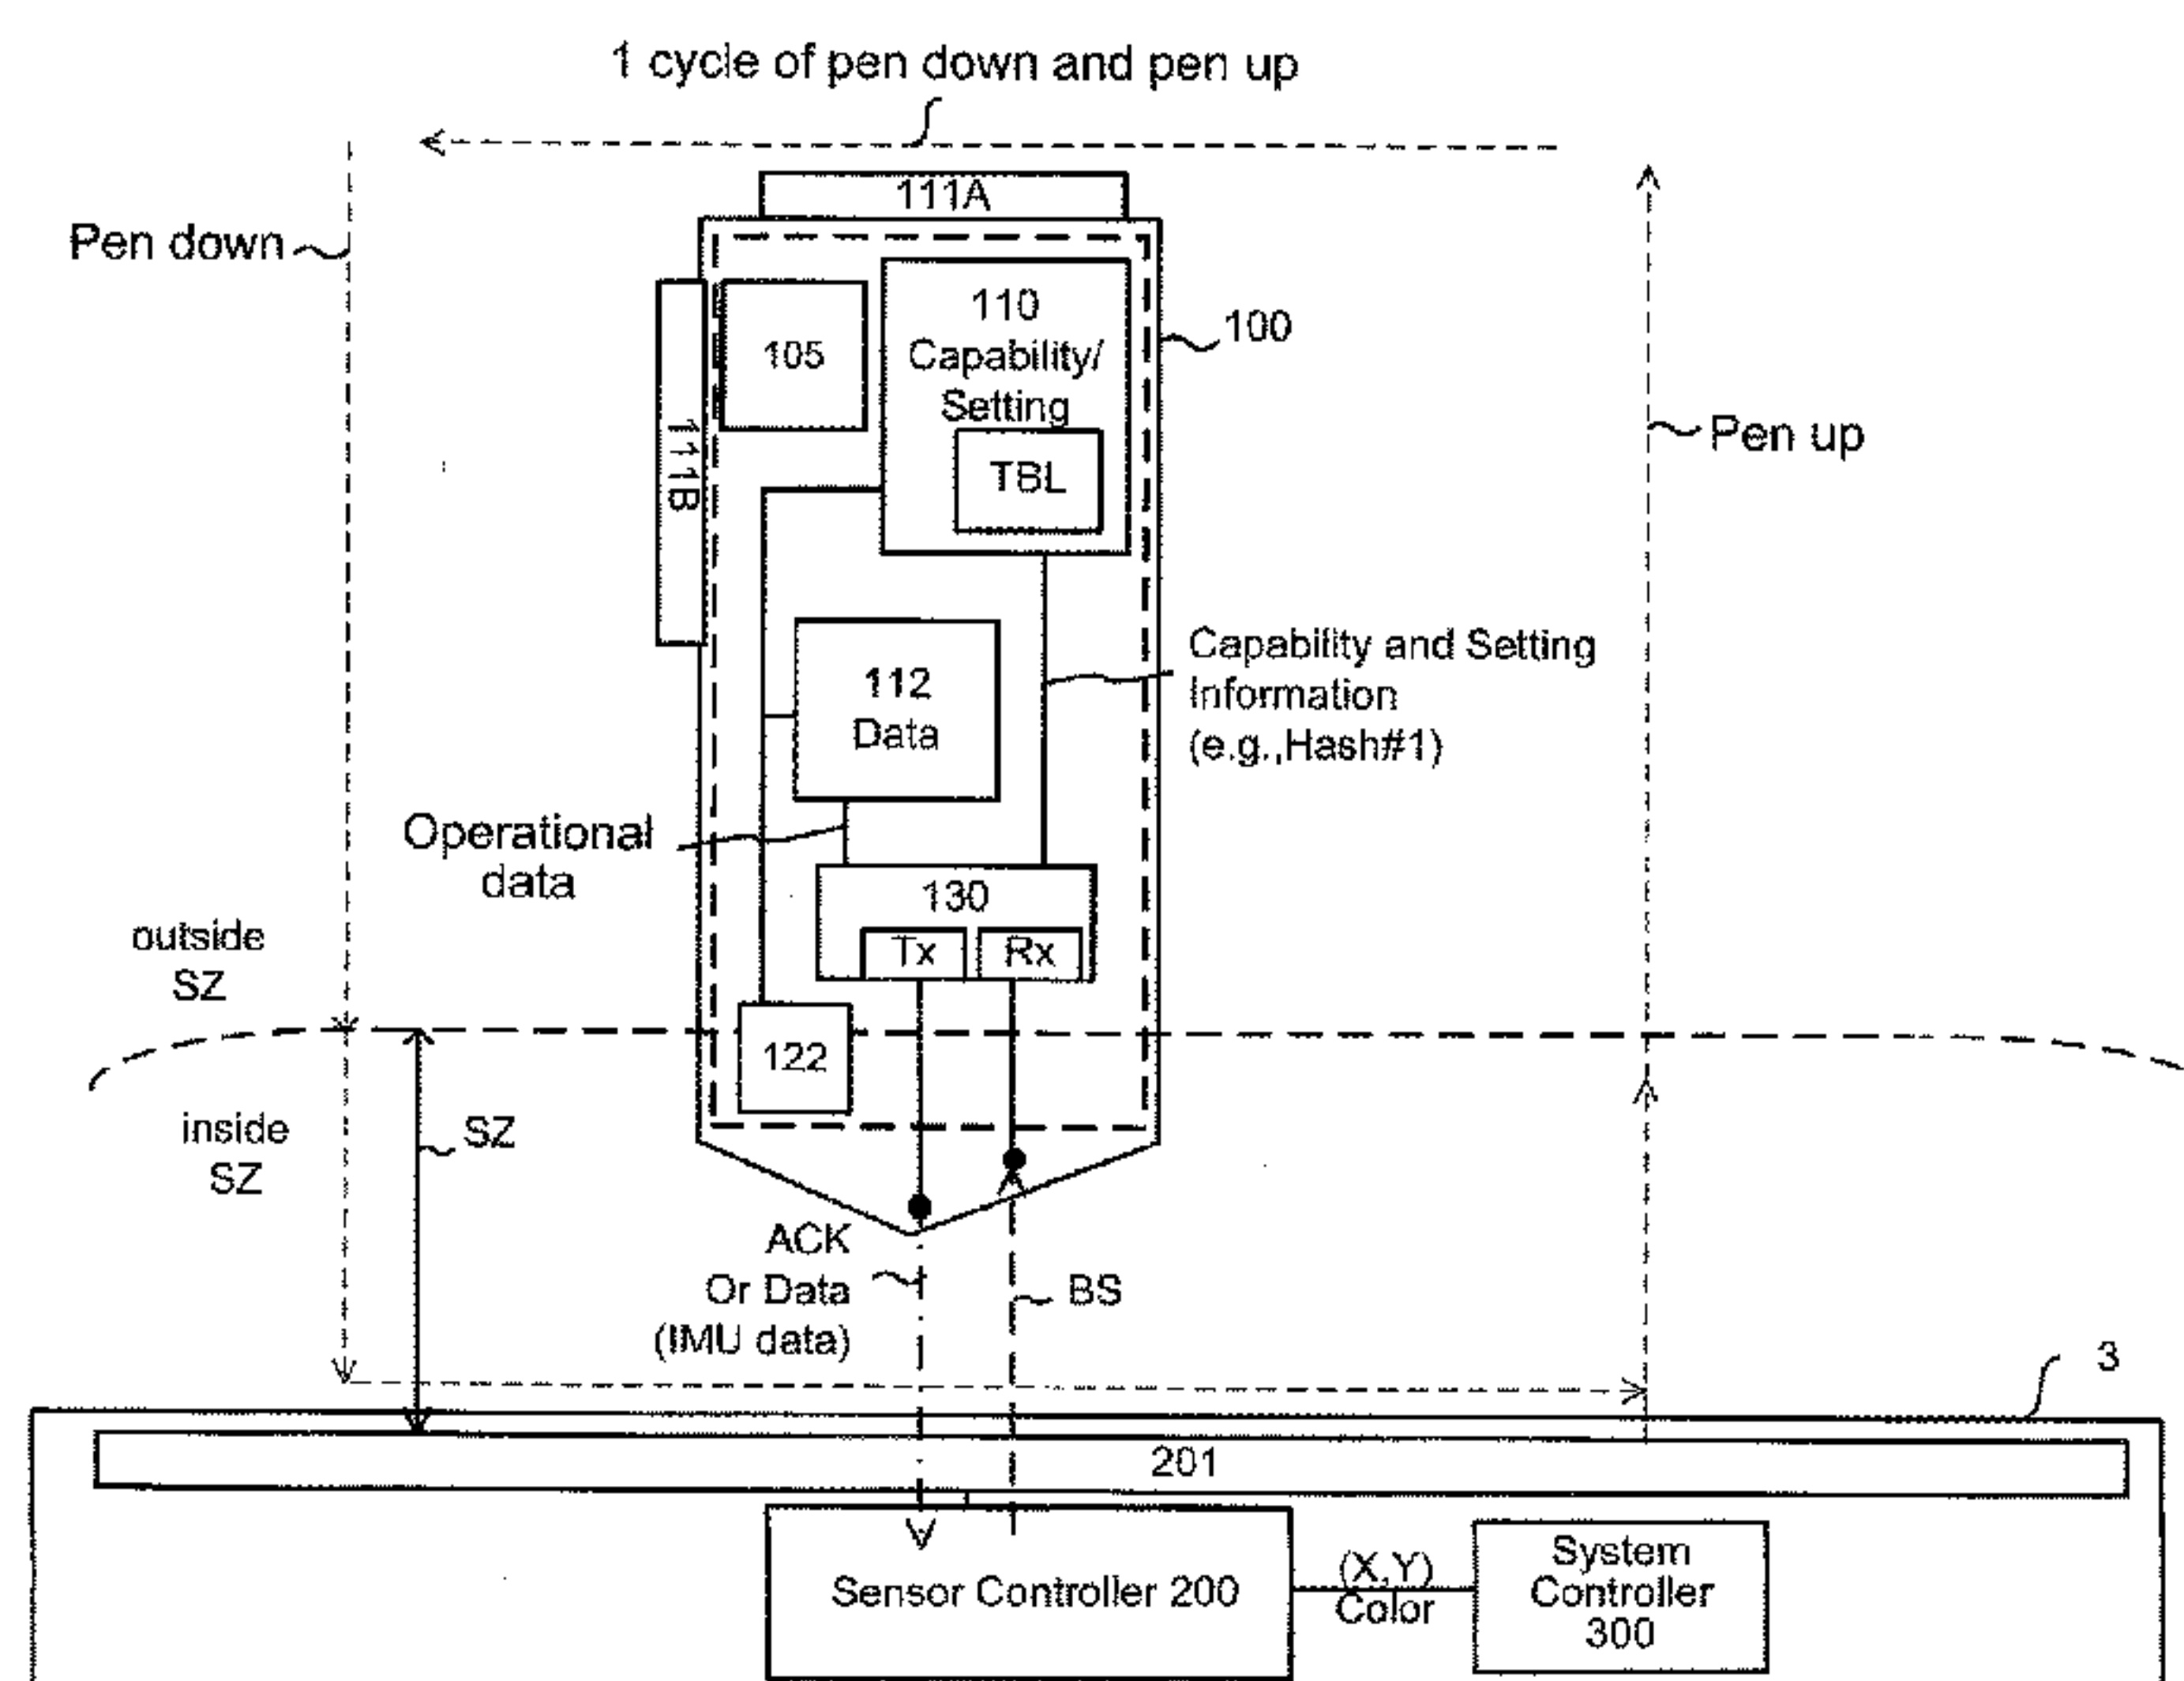 1 cycle of pen down and pen up
111A
Pen down
110
Capability/
Setting
TBL
105
100
111B
Pen up
112
Data
Capability and Setting
Information
(e.g.,Hash#1)
Operational
data
130
Tx
Rx
outside
SZ
122
inside
SZ
SZ
ACK
Or Data
(IMU data)
BS
3
201
Sensor Controller 200
(X,Y)
Color
System
Controller
300